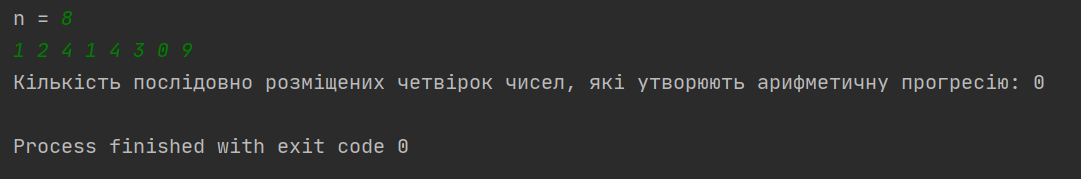 n = 8
1 2 4 1 4 3 0 9
Кількість послідовно розміщених четвірок чисел, які утворюють арифметичну прогресію: 0
Process finished with exit code 0